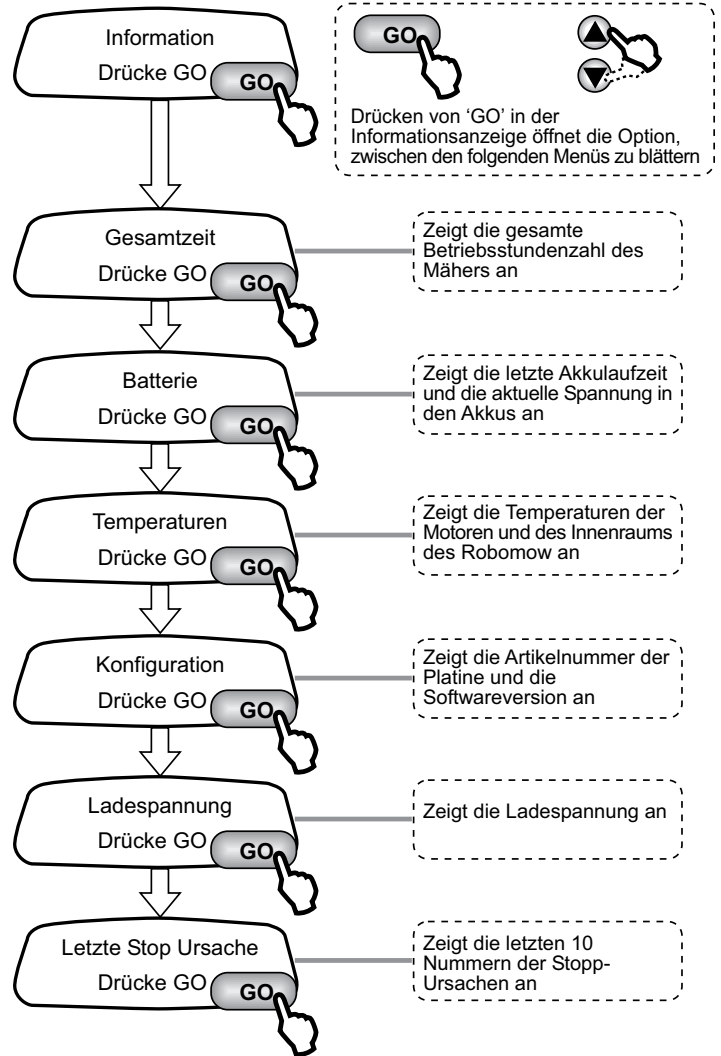 Information
Drücke GO
GO
GO
Drücken von ‘GO’ in der
Informationsanzeige öffnet die Option,
zwischen den folgenden Menüs zu blättern
Gesamtzeit
Drücke GO
GO
Zeigt die gesamte
Betriebsstundenzahl des
Mähers an
Batterie
Drücke GO
GO
Zeigt die letzte Akkulaufzeit
und die aktuelle Spannung in
den Akkus an
Temperaturen
Drücke GO
GO
Zeigt die Temperaturen der
Motoren und des Innenraums
des Robomow an
Konfiguration
Drücke GO
GO
Zeigt die Artikelnummer der
Platine und die
Softwareversion an
Ladespannung
Drücke GO
GO
Zeigt die Ladespannung an
Letzte Stop Ursache
Drücke GO
GO
Zeigt die letzten 10
Nummern der Stopp-
Ursachen an